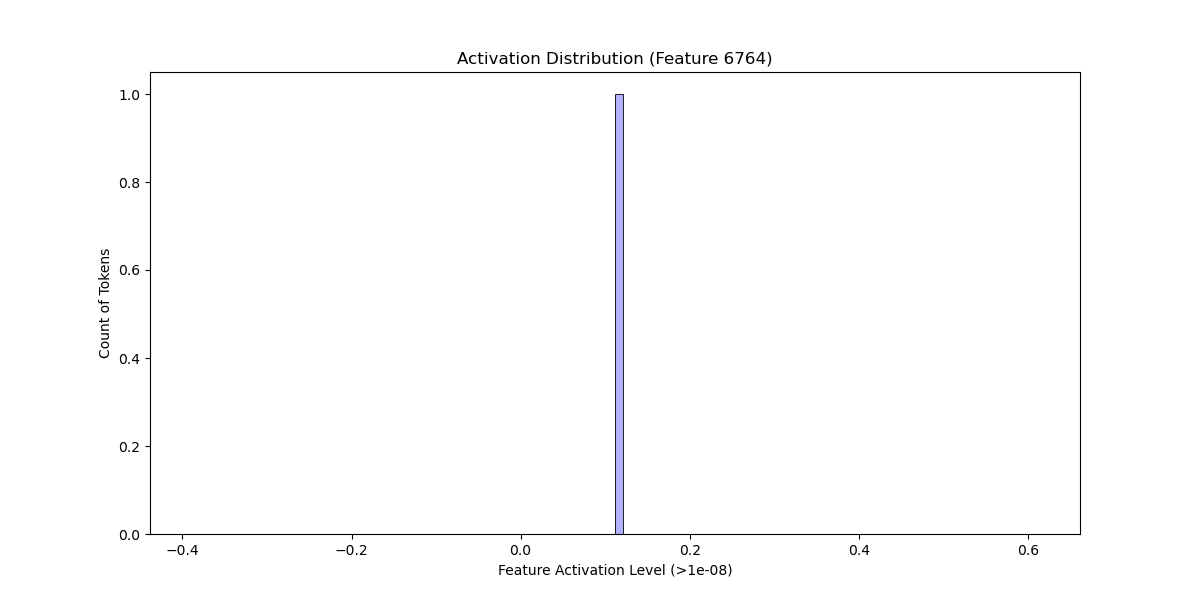 Activation Distribution (Feature 6764)
1.0
0.8
0.6
0.4
0.2
0.0
Count of Tokens
−0.4 −0.2 0.0 0.2 0.4 0.6
Feature Activation Level (>1e-08)